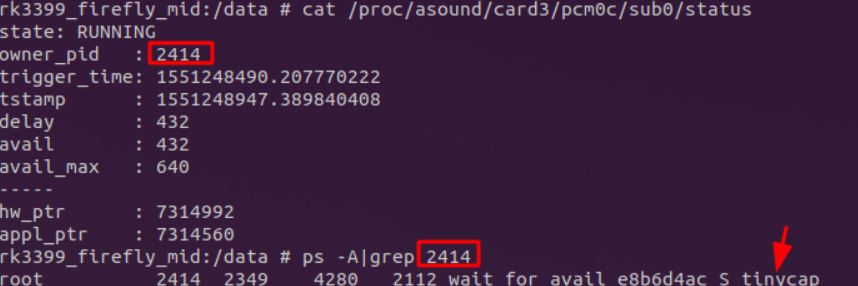 rk3399_firefly_mid:/data # cat /proc/asound/card3/pcm0c/sub0/status
state: RUNNING
owner_pid   : 2414
trigger_time: 1551248490.207770222
tstamp      : 1551248947.389840408
delay       : 432
avail       : 432
avail_max   : 640
-----
hw_ptr      : 7314992
appl_ptr    : 7314560
rk3399_firefly_mid:/data # ps -A|grep 2414
root          2414  2349    4280   2112 wait_for_avail e8b6d4ac S tinycap